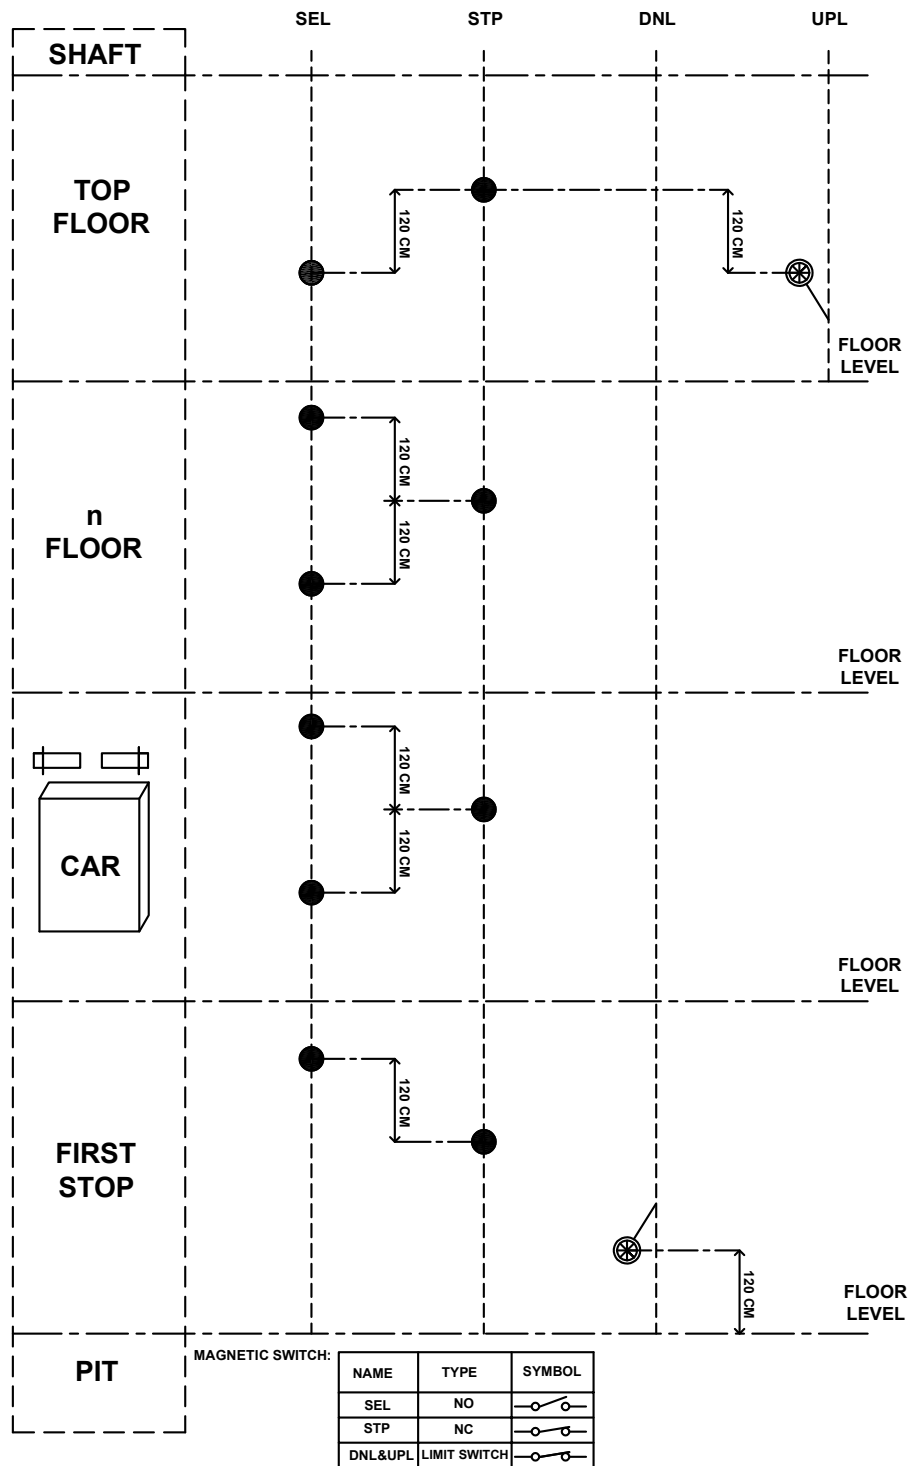 SEL STP DNL UPL
SHAFT
TOP
FLOOR
120 CM
120 CM
FLOOR
LEVEL
n
FLOOR
120 CM
120 CM
FLOOR
LEVEL
CAR
120 CM
120 CM
FLOOR
LEVEL
FIRST
STOP
120 CM
120 CM
FLOOR
LEVEL
PIT
MAGNETIC SWITCH:
NAME TYPE SYMBOL
SEL NO
STP NC
DNL&UPL LIMIT SWITCH